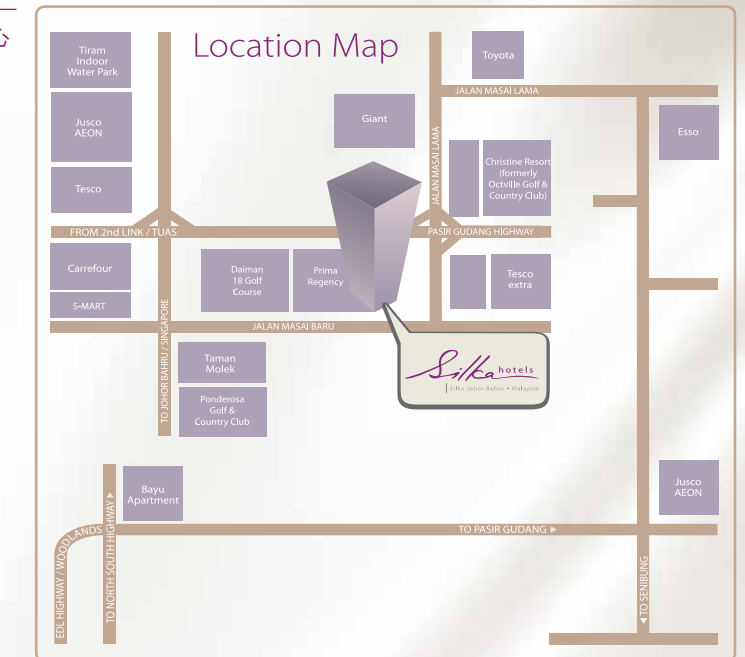 心
Location Map
Tiram
Indoor
Water Park
Jusco
AEON
Tesco
Toyota
JALAN MASAI LAMA
Giant
JALAN MASAI LAMA
Esso
Christine Resort
(formerly
Octville Golf &
Country Club)
FROM 2nd LINK / TUAS
PASIR GUDANG HIGHWAY
Carrefour
S-MART
Daiman
18 Golf
Course
Prima
Regency
Tesco
extra
TO JOHOR BAHRU / SINGAPORE
JALAN MASAI BARU
Silka hotels
Silka Johor Bahru • Malaysia
Taman
Molek
Ponderosa
Golf &
Country Club
Bayu
Apartment
Jusco
AEON
EDL HIGHWAY / WOODLANDS
TO NORTH SOUTH HIGHWAY
TO PASIR GUDANG
TO SENIBUNG